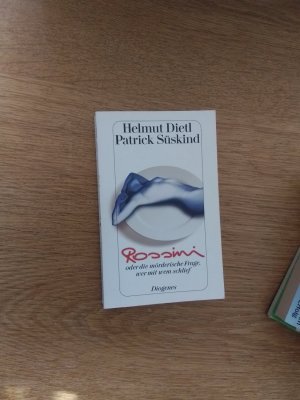 Helmut Dietl
Patrick Süskind
Rossini
oder die mörderische Frage,
wer mit wem schlief
Diogenes